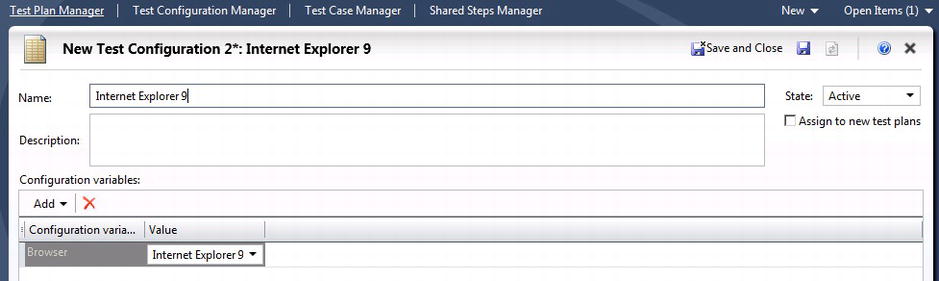 Test Plan Manager | Test Configuration Manager | Test Case Manager | Shared Steps Manager New Open Items (1)
New Test Configuration 2*: Internet Explorer 9 Save and Close
Name: Internet Explorer 9 State: Active
Assign to new test plans
Description:
Configuration variables:
Add
Configuration varia... Value
Browser Internet Explorer 9